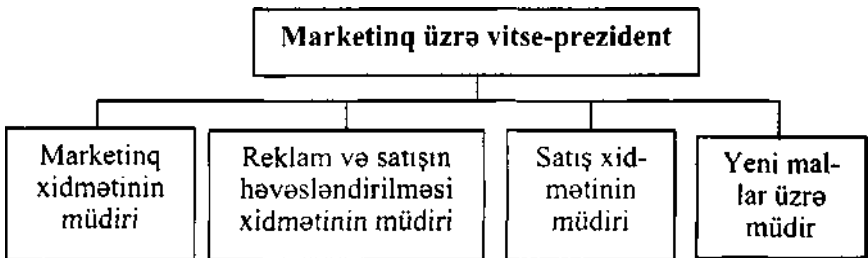 Marketinq üzrə vitse-prezident
Marketinq
xidmətinin
müdiri
Reklam və satışın
həvəsləndirilməsi
xidmətinin müdiri
Satış xid-
mətinin
müdiri
Yeni mal-
lar üzrə
müdir